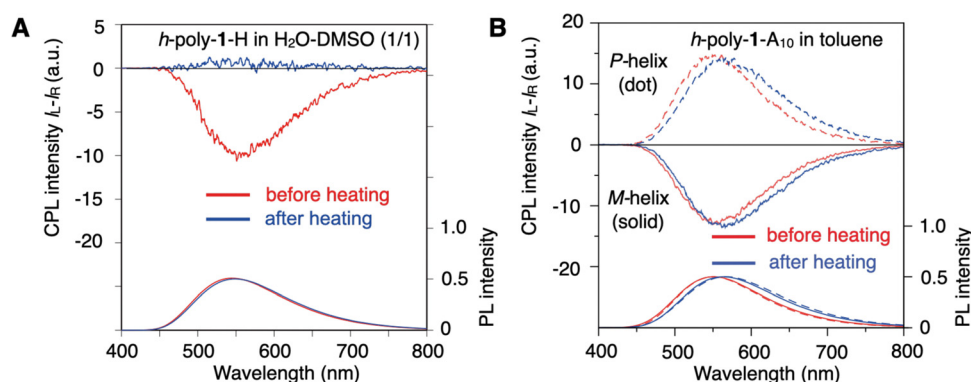 A
h-poly-1-H in H2O-DMSO (1/1)
CPL intensity IL-IR (a.u.)
5
0
-5
-10
-15
-20
before heating
after heating
1.0
0.5
0
PL intensity
400 500 600 700 800
Wavelength (nm)
B
h-poly-1-A10 in toluene
CPL intensity IL-IR (a.u.)
20
10
0
-10
-20
P-helix
(dot)
M-helix
(solid)
before heating
after heating
1.0
0.5
0
PL intensity
400 500 600 700 800
Wavelength (nm)